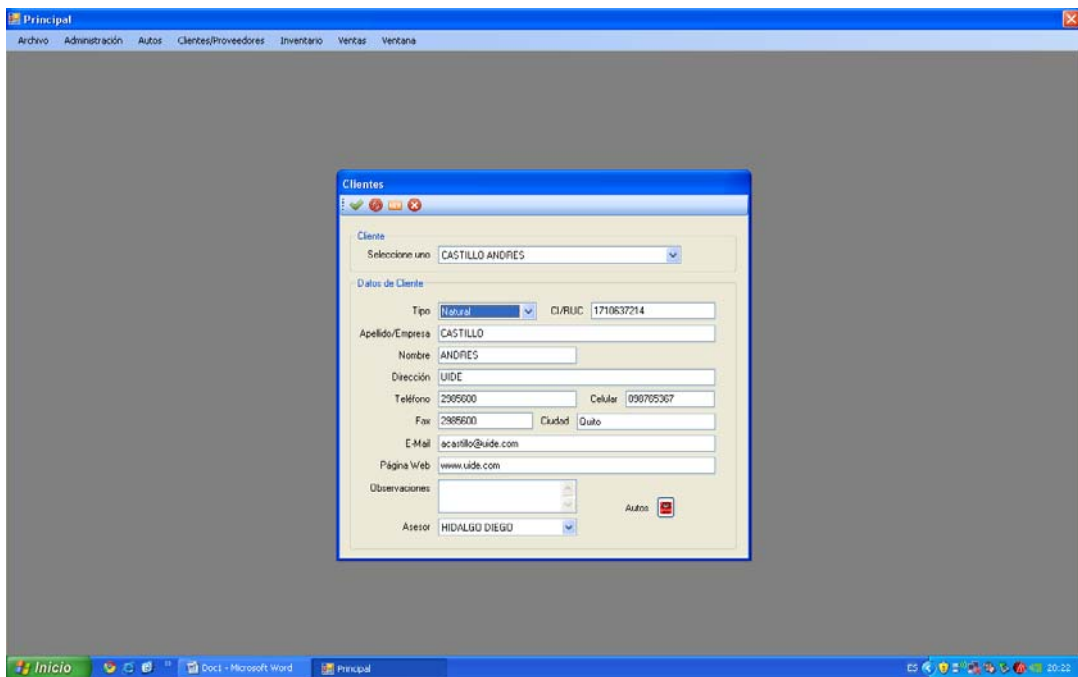 Principal
Archivo Administración Autos Clientes/Proveedores Inventario Ventas Ventana
Clientes
Cliente
Seleccione uno CASTILLO ANDRES
Datos de Cliente
Tipo Natural CI/RUC 1710637214
Apellido/Empresa CASTILLO
Nombre ANDRES
Dirección UIDE
Teléfono 2985600 Celular 098765367
Fax 2985600 Ciudad Quito
E-Mail acastillo@uide.com
Página Web www.uide.com
Observaciones
Autos
Asesor HIDALGO DIEGO
Inicio Doc1 - Microsoft Word Principal ES 20:22